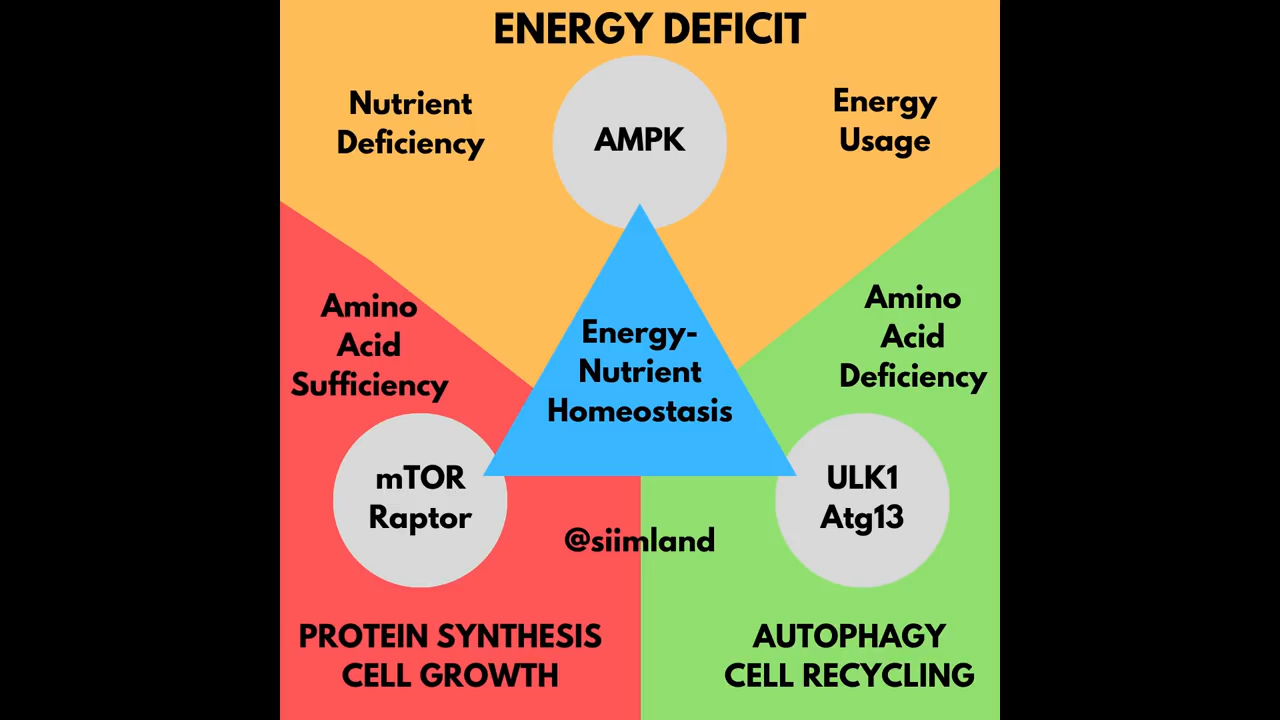 ENERGY DEFICIT
Nutrient
Deficiency
AMPK
Energy
Usage
Amino
Acid
Sufficiency
Energy-
Nutrient
Homeostasis
Amino
Acid
Deficiency
mTOR
Raptor
ULK1
Atg13
@siimland
PROTEIN SYNTHESIS
CELL GROWTH
AUTOPHAGY
CELL RECYCLING